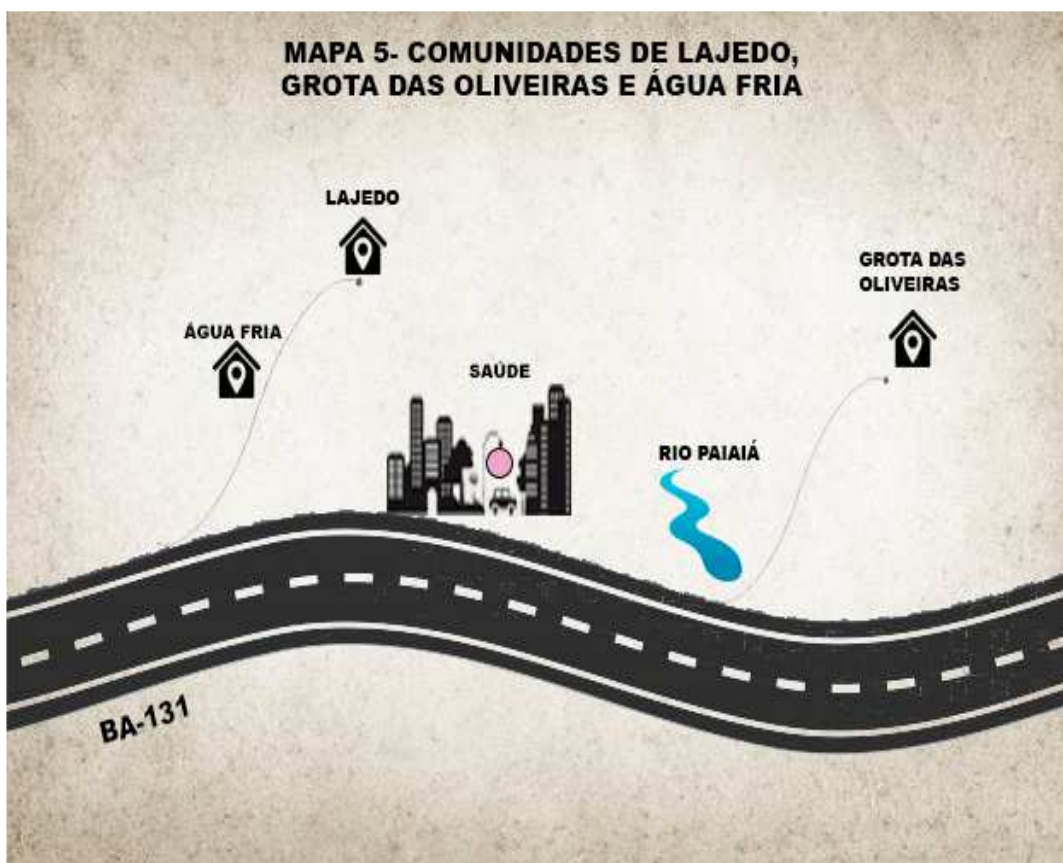 MAPA 5- COMUNIDADES DE LAJEDO,
GROTA DAS OLIVEIRAS E ÁGUA FRIA
LAJEDO
GROTA DAS
OLIVEIRAS
ÁGUA FRIA
SAÚDE
RIO PAIAIÁ
BA-131